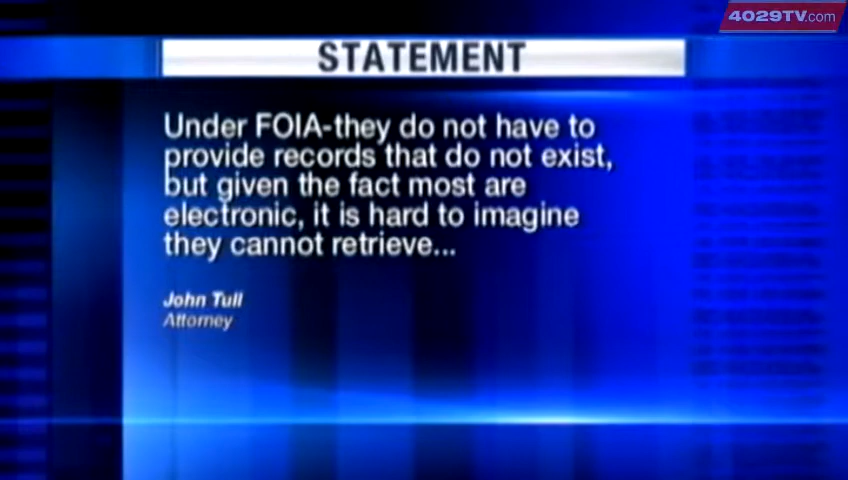 4029TV.com
STATEMENT
Under FOIA-they do not have to
provide records that do not exist,
but given the fact most are
electronic, it is hard to imagine
they cannot retrieve...
John Tull
Attorney